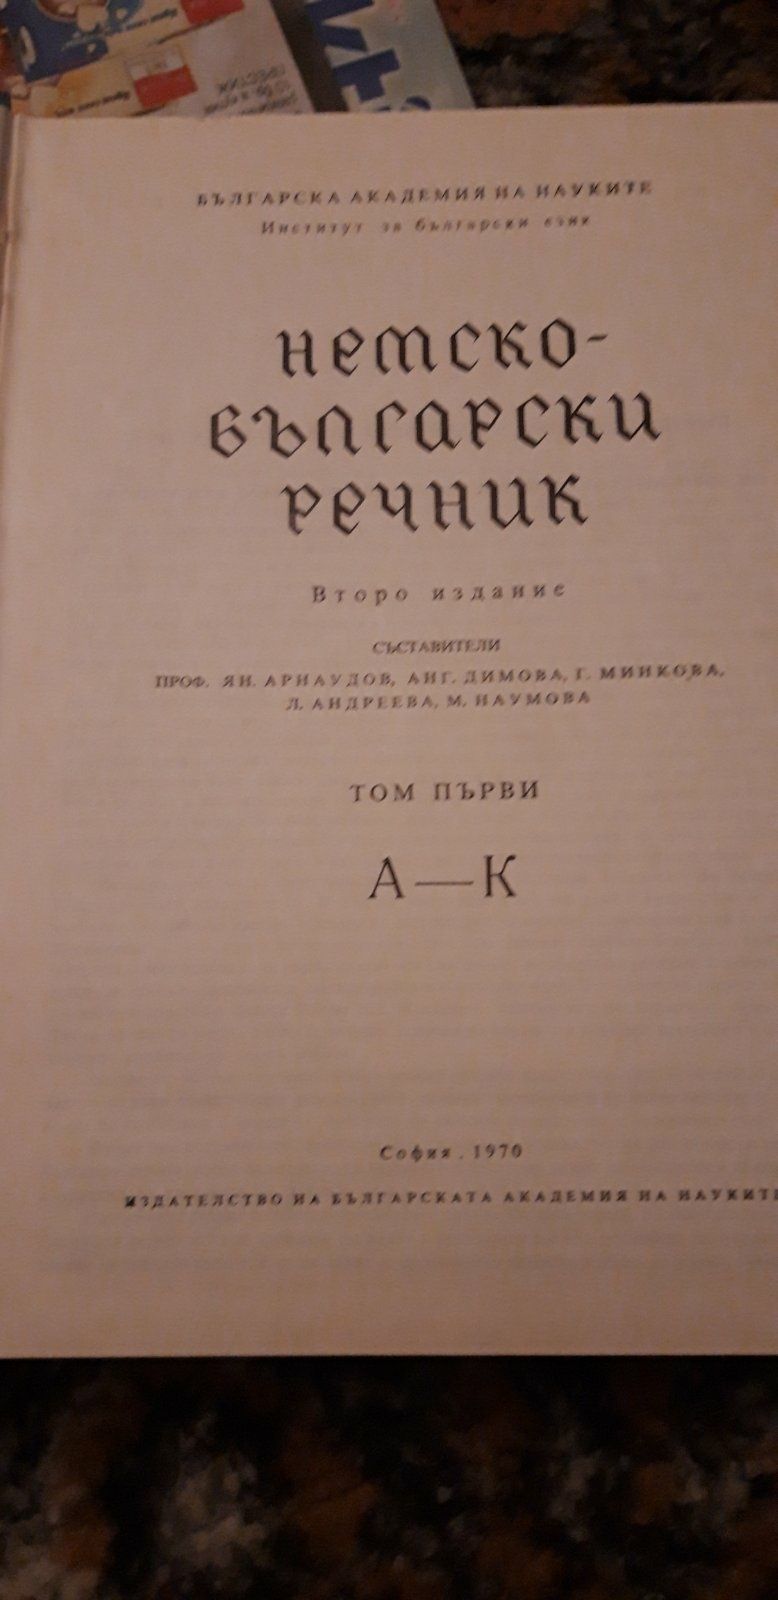 БЪЛГАРСКА АКАДЕМИЯ НА НАУКИТЕ
Институт за български език
НЕМСКО-
БЪЛГАРСКИ
РЕЧНИК
Второ издание
СЪСТАВИТЕЛИ
ПРОФ. ЯН. АРНАУДОВ, АНГ. ДИМОВА, Г. МИНКОВА,
Л. АНДРЕЕВА, М. НАУМОВА
ТОМ ПЪРВИ
А—К
София . 1970
ИЗДАТЕЛСТВО НА БЪЛГАРСКАТА АКАДЕМИЯ НА НАУКИТЕ